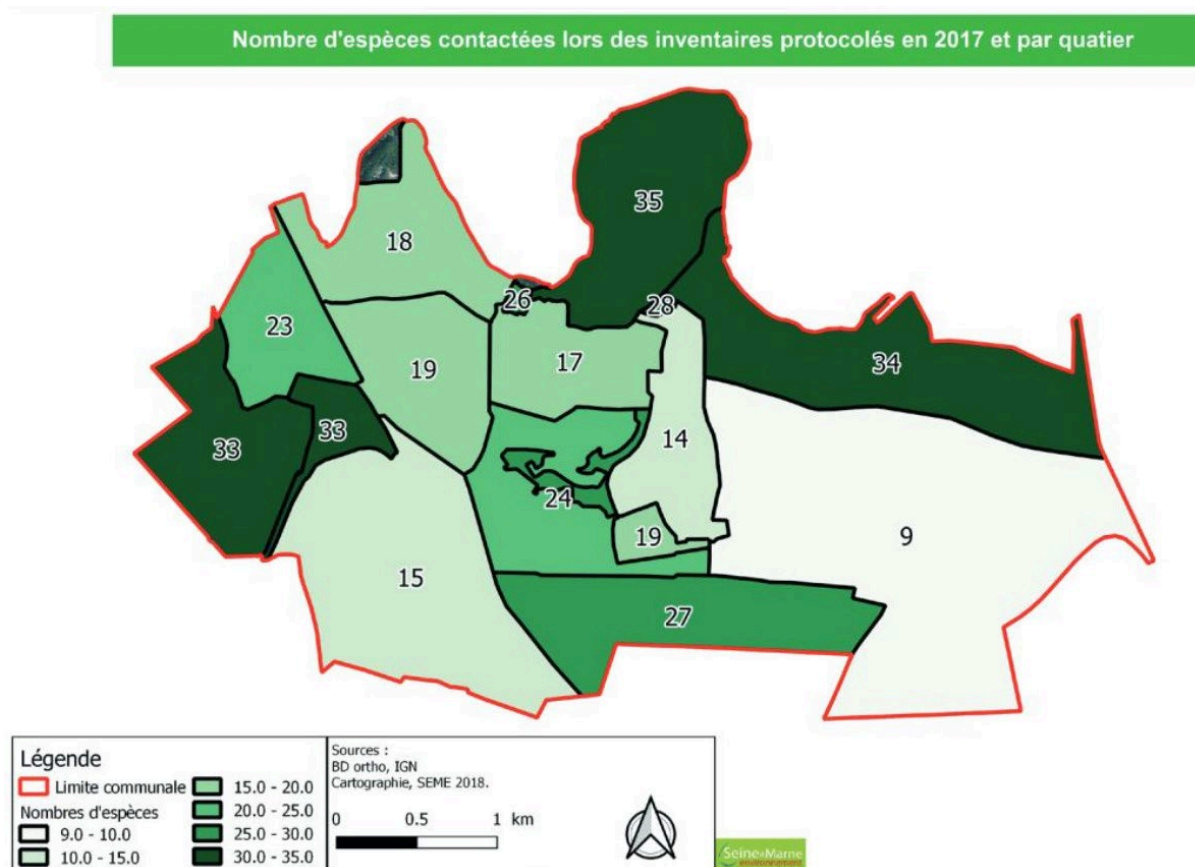 Nombre d'espèces contactées lors des inventaires protocolés en 2017 et par quatier
35
18
26
28
23
34
19
17
33
33
14
24
19
9
15
27
Légende
Limite communale
Nombres d'espèces
9.0 - 10.0
10.0 - 15.0
15.0 - 20.0
20.0 - 25.0
25.0 - 30.0
30.0 - 35.0
Sources :
BD ortho, IGN
Cartographie, SEME 2018.
0 0.5 1 km
Seine-et-Marne
environnement